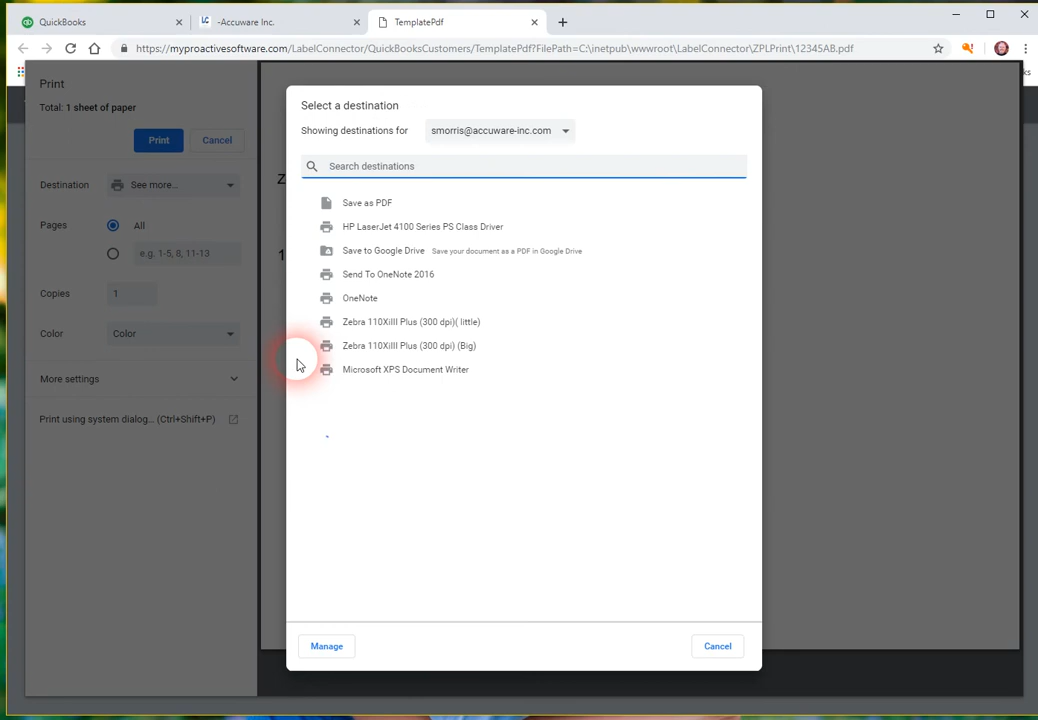 QuickBooks
LC
-Accuware Inc.
TemplatePdf
https://myproactivesoftware.com/LabelConnector/QuickBooksCustomers/TemplatePdf?FilePath=C:\inetpub\wwwroot\LabelConnector\ZPLPrint\12345AB.pdf
Print
Total: 1 sheet of paper
Print
Cancel
Destination
See more...
Pages
All
e.g. 1-5, 8, 11-13
Copies
1
Color
Color
More settings
Print using system dialog... (Ctrl+Shift+P)
Select a destination
Showing destinations for
smorris@accuware-inc.com
Search destinations
Save as PDF
HP LaserJet 4100 Series PS Class Driver
Save to Google Drive Save your document as a PDF in Google Drive
Send To OneNote 2016
OneNote
Zebra 110XiIII Plus (300 dpi)( little)
Zebra 110XiIII Plus (300 dpi) (Big)
Microsoft XPS Document Writer
Manage
Cancel